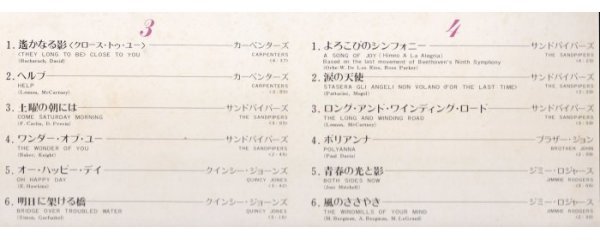 3
1. 遙かなる影〈クロース・トゥ・ユー〉 カーペンターズ
(THEY LONG TO BE) CLOSE TO YOU CARPENTERS
(Bacharach, David)
2. ヘルプ カーペンターズ
HELP CARPENTERS
(Lennon, McCartney)
3. 土曜の朝には サンドパイパーズ
COME SATURDAY MORNING THE SANDPIPERS
(F. Carlin, D. Previn)
4. ワンダー・オブ・ユー サンドパイパーズ
THE WONDER OF YOU THE SANDPIPERS
(Baker, Knight)
5. オー・ハッピー・デイ クインシー・ジョーンズ
OH HAPPY DAY QUINCY JONES
(E. Hawkins)
6. 明日に架ける橋 クインシー・ジョーンズ
BRIDGE OVER TROUBLED WATER QUINCY JONES
(Simon, Garfunkel)
4
1. よろこびのシンフォニー サンドパイパーズ
A SONG OF JOY (Himno A La Alegria) THE SANDPIPERS
Based on the last movement of Beethoven's Ninth Symphony
(Orbe-W. De Los Rios, Ross Parker)
2. 涙の天使 サンドパイパーズ
STASERA GLI ANGELI NON VOLANO (FOR THE LAST TIME) THE SANDPIPERS
3. ロング・アンド・ワインディング・ロード サンドパイパーズ
THE LONG AND WINDING ROAD THE SANDPIPERS
(Lennon, McCartney)
4. ポリアンナ ブラザー・ジョン
POLYANNA BROTHER JOHN
(Paul Davis)
5. 青春の光と影 ジミー・ロジャース
BOTH SIDES NOW JIMMIE RODGERS
(Joni Mitchell)
6. 風のささやき ジミー・ロジャース
THE WINDMILLS OF YOUR MIND JIMMIE RODGERS
(M. Bergman, A. Bergman, M. LeGrand)